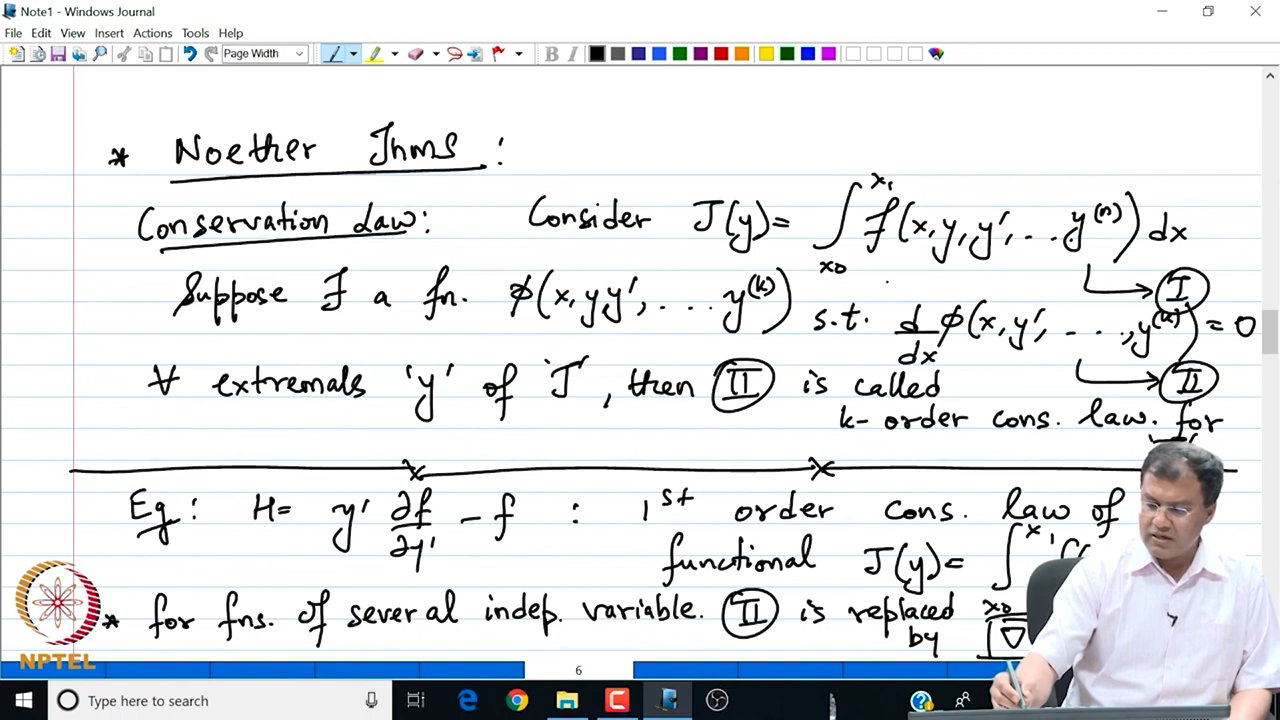 Note1 - Windows Journal
File Edit View Insert Actions Tools Help
Page Width B I
* Noether Thms :
Conservation Law: Consider J(y)= ∫ₓ₀ˣ¹ f(x,y,y',...y⁽ⁿ⁾) dx
→ I
Suppose ∃ a fn. φ(x,y,y',...y⁽ᵏ⁾) s.t. d/dx φ(x,y',...,y⁽ᵏ⁾) = 0
→ II
∀ extremals 'y' of 'J', then II is called
k-order cons. law. for
Eg: H= y' ∂f/∂y' - f : 1st order cons. law of
functional J(y)= ∫ₓ₀ˣ¹
* for fns. of several indep. variable. II is replaced
by ∇
NPTEL
6
Type here to search